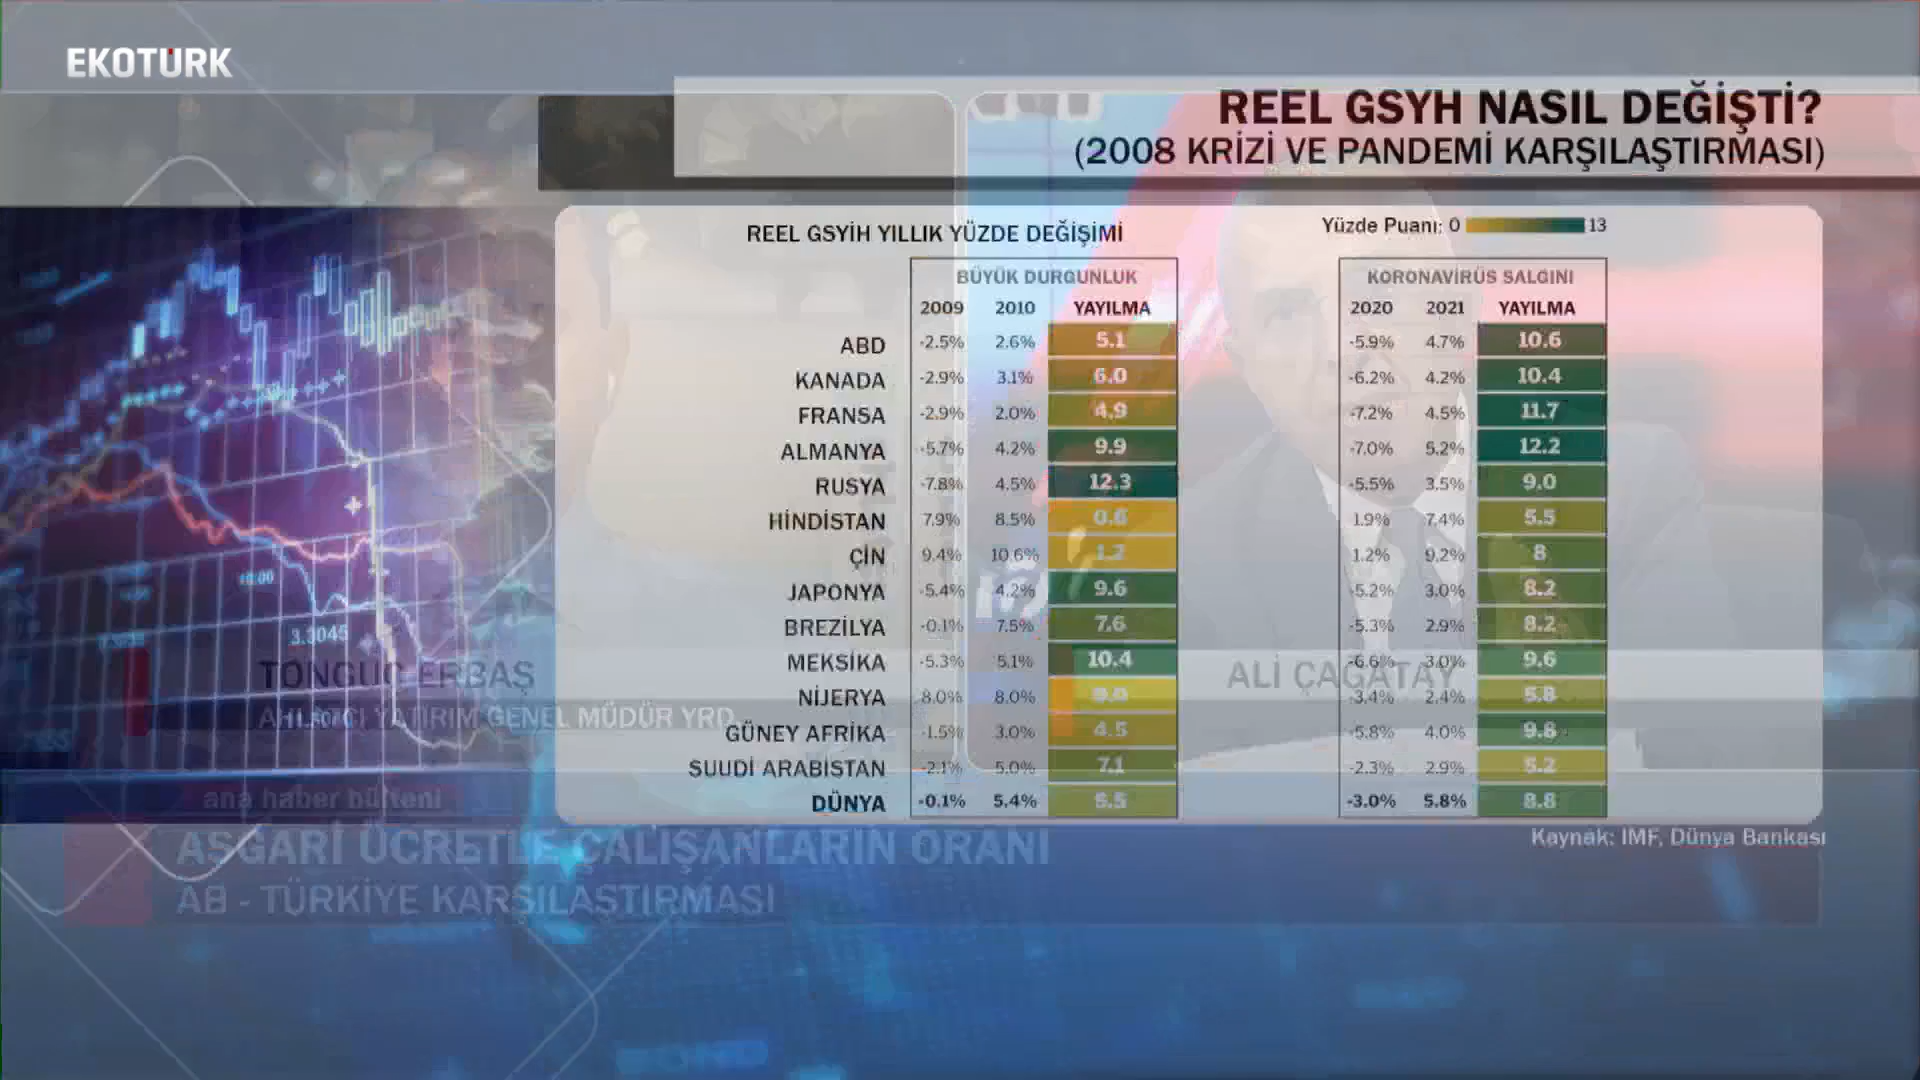 EKOTÜRK
REEL GSYH NASIL DEĞİŞTİ?
(2008 KRİZİ VE PANDEMİ KARŞILAŞTIRMASI)
REEL GSYİH YILLIK YÜZDE DEĞİŞİMİ
Yüzde Puanı: 0 13
BÜYÜK DURGUNLUK KORONAVİRÜS SALGINI
2009 2010 YAYILMA 2020 2021 YAYILMA
ABD -2.5% 2.6% 5.1 -5.9% 4.7% 10.6
KANADA -2.9% 3.1% 6.0 -6.2% 4.2% 10.4
FRANSA -2.9% 2.0% 4.9 -7.2% 4.5% 11.7
ALMANYA -5.7% 4.2% 9.9 -7.0% 5.2% 12.2
RUSYA -7.8% 4.5% 12.3 -5.5% 3.5% 9.0
HİNDİSTAN 7.9% 8.5% 0.6 1.9% 7.4% 5.5
ÇİN 9.4% 10.6% 1.2 1.2% 9.2% 8
JAPONYA -5.4% 4.2% 9.6 -5.2% 3.0% 8.2
BREZİLYA -0.1% 7.5% 7.6 -5.3% 2.9% 8.2
MEKSİKA -5.3% 5.1% 10.4 -6.6% 3.0% 9.6
NİJERYA 8.0% 8.0% 0.0 -3.4% 2.4% 5.8
GÜNEY AFRİKA -1.5% 3.0% 4.5 -5.8% 4.0% 9.8
SUUDİ ARABİSTAN -2.1% 5.0% 7.1 -2.3% 2.9% 5.2
DÜNYA -0.1% 5.4% 5.5 -3.0% 5.8% 8.8
Kaynak: IMF, Dünya Bankası
10:00
3.3045
TONGUÇ ERBAŞ
YATIRIM GENEL MÜDÜR YRD.
ALİ ÇAĞATAY
ana haber bülteni
ASGARİ ÜCRETLE ÇALIŞANLARIN ORANI
AB - TÜRKİYE KARŞILAŞTIRMASI